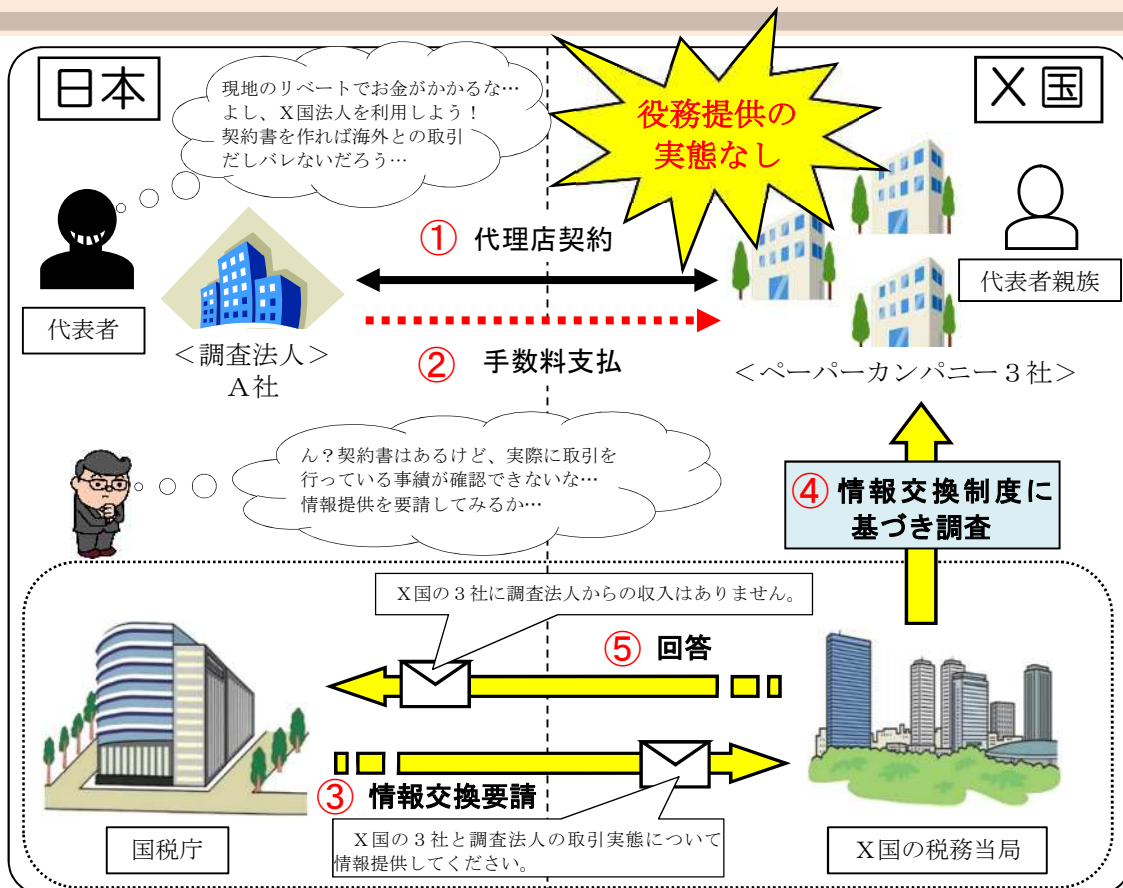 日本
X国
現地のリベートでお金がかかるな…
よし、X国法人を利用しよう！
契約書を作れば海外との取引
だしバレないだろう…
役務提供の
実態なし
① 代理店契約
代表者
代表者親族
＜調査法人＞
A社
② 手数料支払
＜ペーパーカンパニー３社＞
ん？契約書はあるけど、実際に取引を
行っている事績が確認できないな…
情報提供を要請してみるか…
④ 情報交換制度に
基づき調査
X国の３社に調査法人からの収入はありません。
⑤ 回答
③ 情報交換要請
X国の３社と調査法人の取引実態について
情報提供してください。
国税庁
X国の税務当局